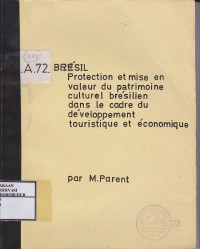 .A.72. BRÉSIL
Protection et mise en
valeur du patrimoine
culturel brésilien
dans le cadre du
développement
touristique et économique
par M.Parent